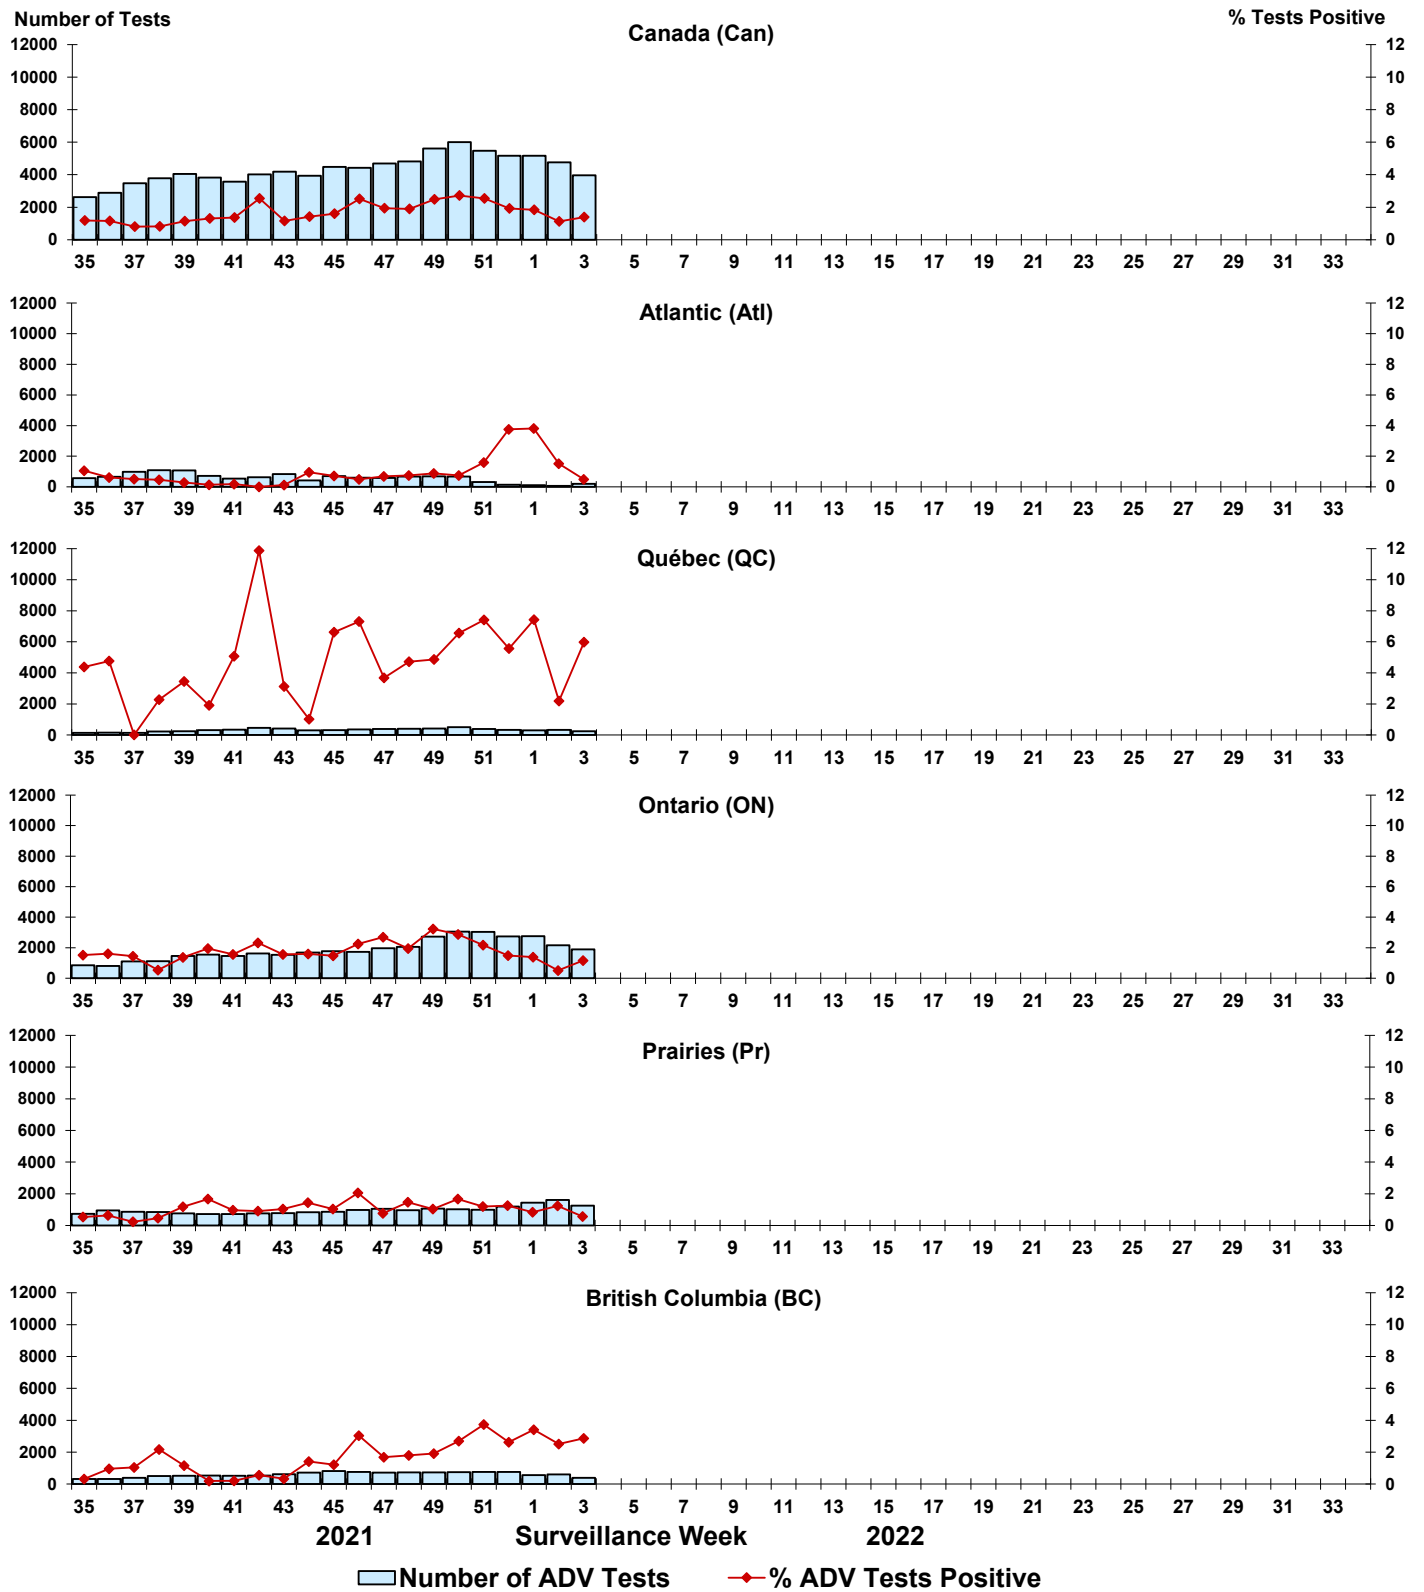 Number of Tests
% Tests Positive
Canada (Can)
12000 12
10000 10
8000 8
6000 6
4000 4
2000 2
0 0
35 37 39 41 43 45 47 49 51 1 3 5 7 9 11 13 15 17 19 21 23 25 27 29 31 33
Atlantic (Atl)
12000 12
10000 10
8000 8
6000 6
4000 4
2000 2
0 0
35 37 39 41 43 45 47 49 51 1 3 5 7 9 11 13 15 17 19 21 23 25 27 29 31 33
Québec (QC)
12000 12
10000 10
8000 8
6000 6
4000 4
2000 2
0 0
35 37 39 41 43 45 47 49 51 1 3 5 7 9 11 13 15 17 19 21 23 25 27 29 31 33
Ontario (ON)
12000 12
10000 10
8000 8
6000 6
4000 4
2000 2
0 0
35 37 39 41 43 45 47 49 51 1 3 5 7 9 11 13 15 17 19 21 23 25 27 29 31 33
Prairies (Pr)
12000 12
10000 10
8000 8
6000 6
4000 4
2000 2
0 0
35 37 39 41 43 45 47 49 51 1 3 5 7 9 11 13 15 17 19 21 23 25 27 29 31 33
British Columbia (BC)
12000 12
10000 10
8000 8
6000 6
4000 4
2000 2
0 0
35 37 39 41 43 45 47 49 51 1 3 5 7 9 11 13 15 17 19 21 23 25 27 29 31 33
2021 Surveillance Week 2022
Number of ADV Tests % ADV Tests Positive